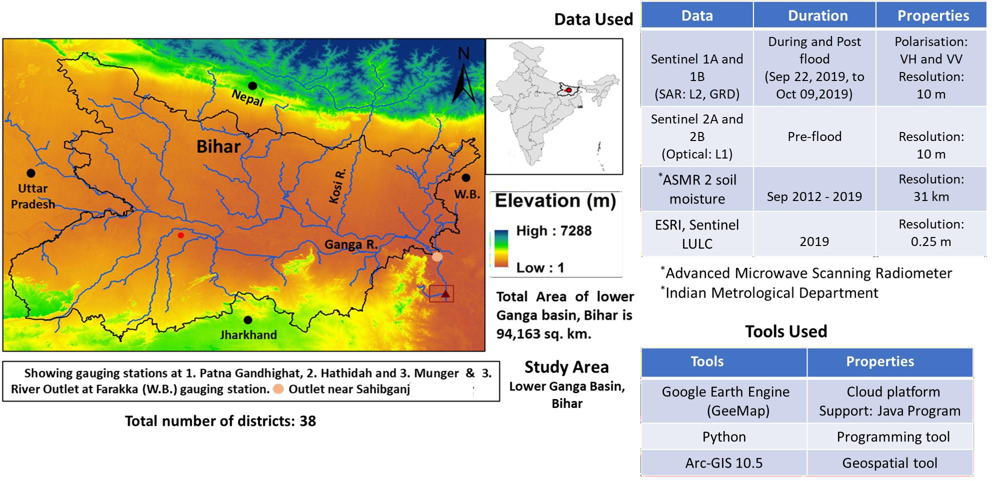 Data Used
N
Nepal
Bihar
Uttar
Pradesh
Kosi R.
W.B.
Ganga R.
Jharkhand
Elevation (m)
High : 7288
Low : 1
Total Area of lower
Ganga basin, Bihar is
94,163 sq. km.
Study Area
Lower Ganga Basin,
Bihar
Showing gauging stations at 1. Patna Gandhighat, 2. Hathidah and 3. Munger & 3.
River Outlet at Farakka (W.B.) gauging station. Outlet near Sahibganj
Total number of districts: 38
Data Duration Properties
Sentinel 1A and
1B
(SAR: L2, GRD)
During and Post
flood
(Sep 22, 2019, to
Oct 09,2019)
Polarisation:
VH and VV
Resolution:
10 m
Sentinel 2A and
2B
(Optical: L1)
Pre-flood
Resolution:
10 m
*ASMR 2 soil
moisture
Sep 2012 - 2019
Resolution:
31 km
ESRI, Sentinel
LULC
2019
Resolution:
0.25 m
*Advanced Microwave Scanning Radiometer
*Indian Metrological Department
Tools Used
Tools Properties
Google Earth Engine
(GeeMap)
Cloud platform
Support: Java Program
Python Programming tool
Arc-GIS 10.5 Geospatial tool